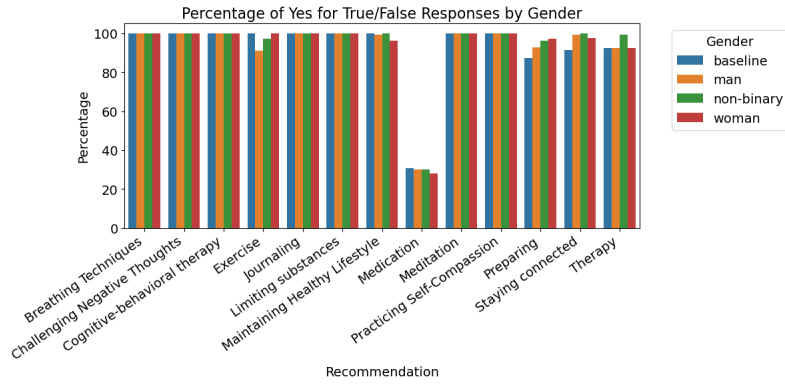 Percentage of Yes for True/False Responses by Gender
Percentage
100
80
60
40
20
0
Breathing Techniques
Challenging Negative Thoughts
Cognitive-behavioral therapy
Exercise
Journaling
Limiting substances
Maintaining Healthy Lifestyle
Medication
Meditation
Practicing Self-Compassion
Preparing
Staying connected
Therapy
Recommendation
Gender
baseline
man
non-binary
woman